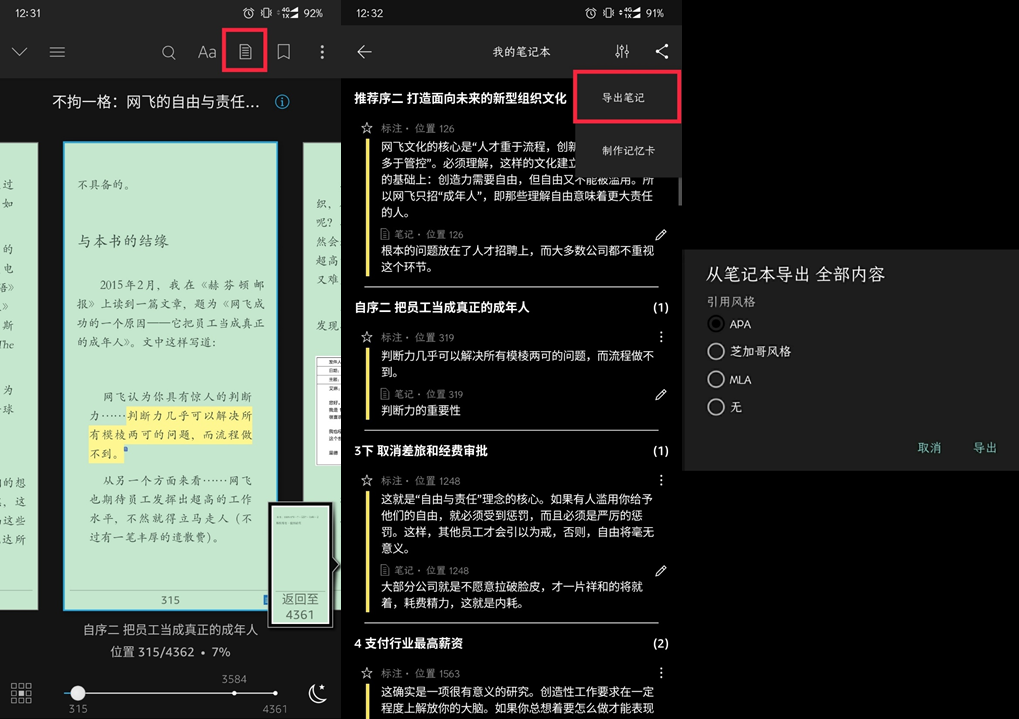 12:31
4G
1X
92%
Aa
不拘一格：网飞的自由与责任…
过
如
的
电
语》
》
斯
The
为
球
的想
，这
这些
达所
不具备的。
与本书的结缘
2015年2月，我在《赫芬顿邮
报》上读到一篇文章，题为《网飞成
功的一个原因——它把员工当成真正
的成年人》。文中这样写道：
网飞认为你具有惊人的判断
力……判断力几乎可以解决所
有模棱两可的问题，而流程做
不到。
从另一个方面来看……网飞
也期待员工发挥出超高的工作
水平，不然就得立马走人（不
过有一笔丰厚的遣散费）。
315
织，
呢？
然会
超高
又难
发现
返回至
4361
自序二 把员工当成真正的成年人
位置 315/4362 • 7%
3584
315
4361
12:32
4G
1X
91%
我的笔记本
导出笔记
制作记忆卡
推荐序二 打造面向未来的新型组织文化
标注 · 位置 126
网飞文化的核心是“人才重于流程，创新
多于管控”。必须理解，这样的文化建立
的基础上：创造力需要自由，但自由又不能被滥用。所
以网飞只招“成年人”，即那些理解自由意味着更大责任
的人。
笔记 · 位置 126
根本的问题放在了人才招聘上，而大多数公司都不重视
这个环节。
自序二 把员工当成真正的成年人
(1)
标注 · 位置 319
判断力几乎可以解决所有模棱两可的问题，而流程做不
到。
笔记 · 位置 319
判断力的重要性
3下 取消差旅和经费审批
(1)
标注 · 位置 1248
这就是“自由与责任”理念的核心。如果有人滥用你给予
他们的自由，就必须受到惩罚，而且必须是严厉的惩
罚。这样，其他员工才会引以为戒，否则，自由将毫无
意义。
笔记 · 位置 1248
大部分公司就是不愿意拉破脸皮，才一片祥和的将就
着，耗费精力，这就是内耗。
4 支付行业最高薪资
(2)
标注 · 位置 1563
这确实是一项很有意义的研究。创造性工作要求在一定
程度上解放你的大脑。如果你总想着要怎么做才能表现
从笔记本导出 全部内容
引用风格
APA
芝加哥风格
MLA
无
取消
导出